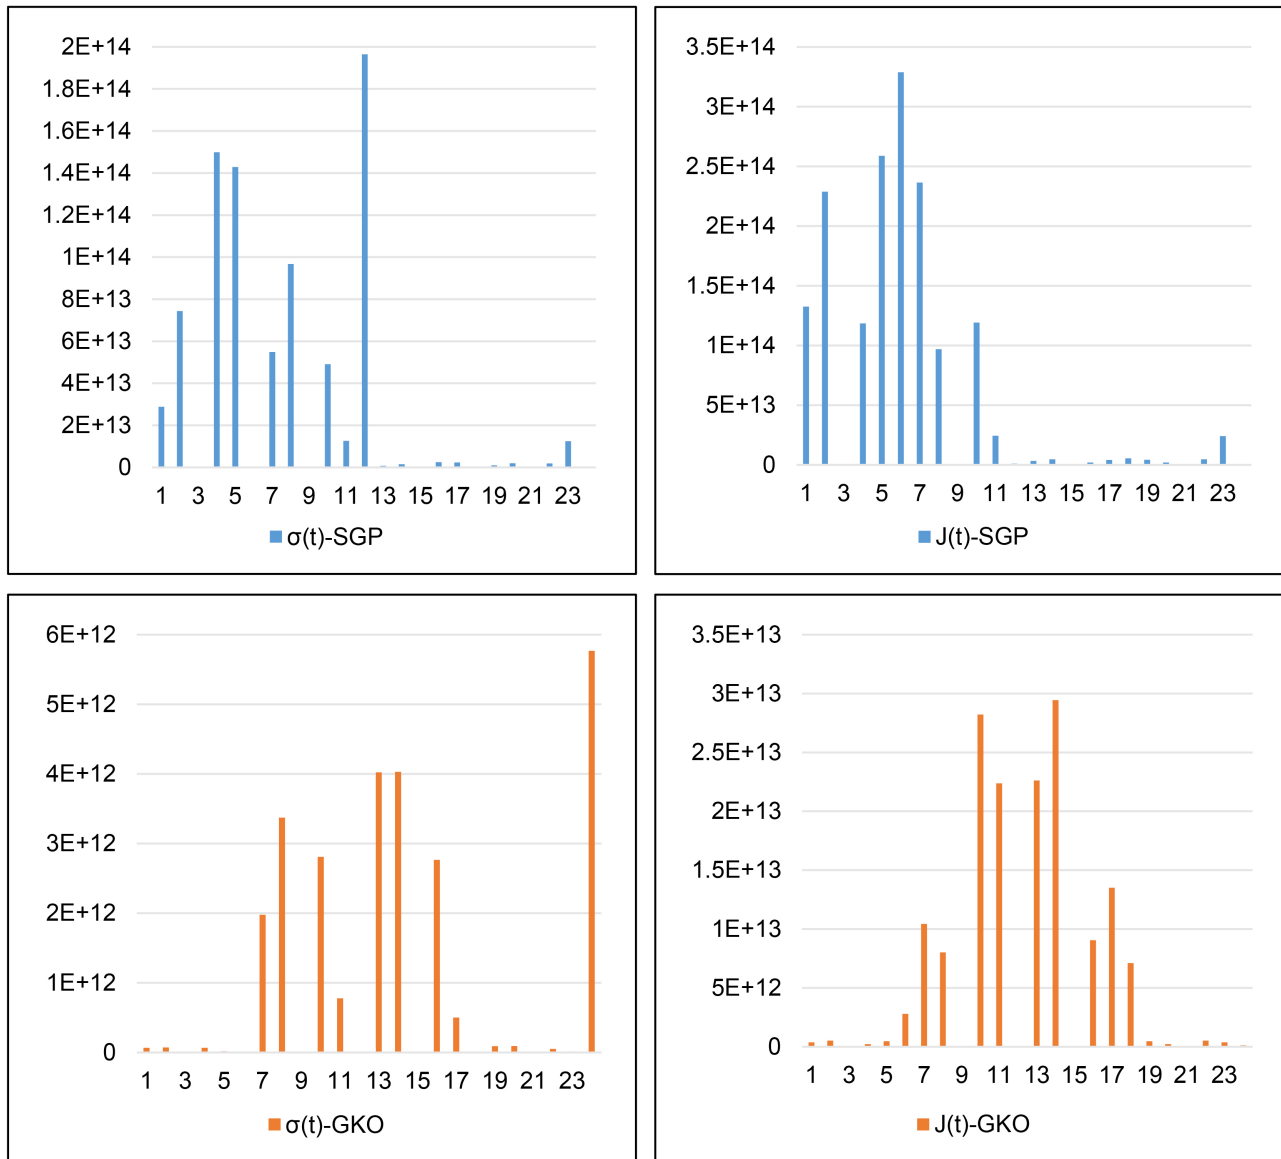 2E+14
1.8E+14
1.6E+14
1.4E+14
1.2E+14
1E+14
8E+13
6E+13
4E+13
2E+13
0
1 3 5 7 9 11 13 15 17 19 21 23
σ(t)-SGP
3.5E+14
3E+14
2.5E+14
2E+14
1.5E+14
1E+14
5E+13
0
1 3 5 7 9 11 13 15 17 19 21 23
J(t)-SGP
6E+12
5E+12
4E+12
3E+12
2E+12
1E+12
0
1 3 5 7 9 11 13 15 17 19 21 23
σ(t)-GKO
3.5E+13
3E+13
2.5E+13
2E+13
1.5E+13
1E+13
5E+12
0
1 3 5 7 9 11 13 15 17 19 21 23
J(t)-GKO